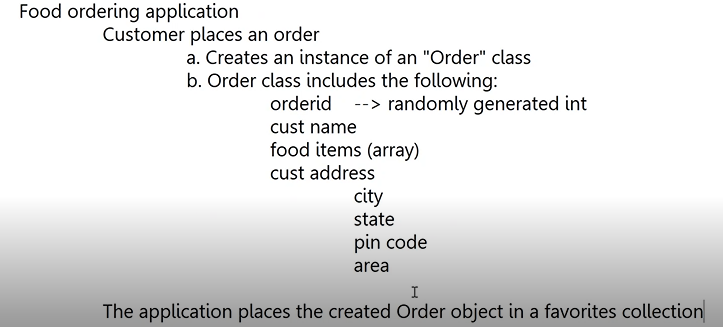 Food ordering application
Customer places an order
a. Creates an instance of an "Order" class
b. Order class includes the following:
orderid --> randomly generated int
cust name
food items (array)
cust address
city
state
pin code
area
The application places the created Order object in a favorites collection